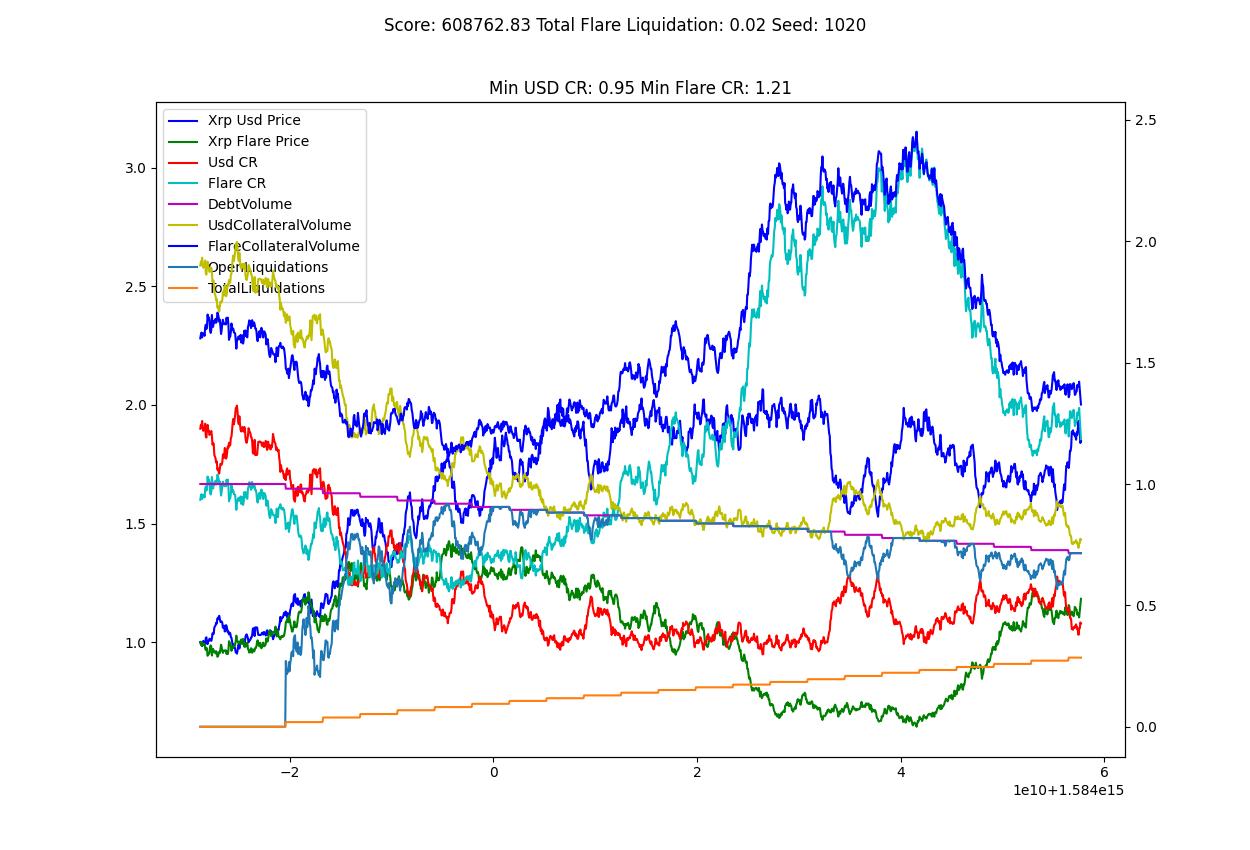 Score: 608762.83 Total Flare Liquidation: 0.02 Seed: 1020
Min USD CR: 0.95 Min Flare CR: 1.21
Xrp Usd Price
Xrp Flare Price
Usd CR
Flare CR
DebtVolume
UsdCollateralVolume
FlareCollateralVolume
OpenLiquidations
TotalLiquidations
3.0
2.5
2.0
1.5
1.0
2.5
2.0
1.5
1.0
0.5
0.0
−2
0
2
4
6
1e10+1.584e15